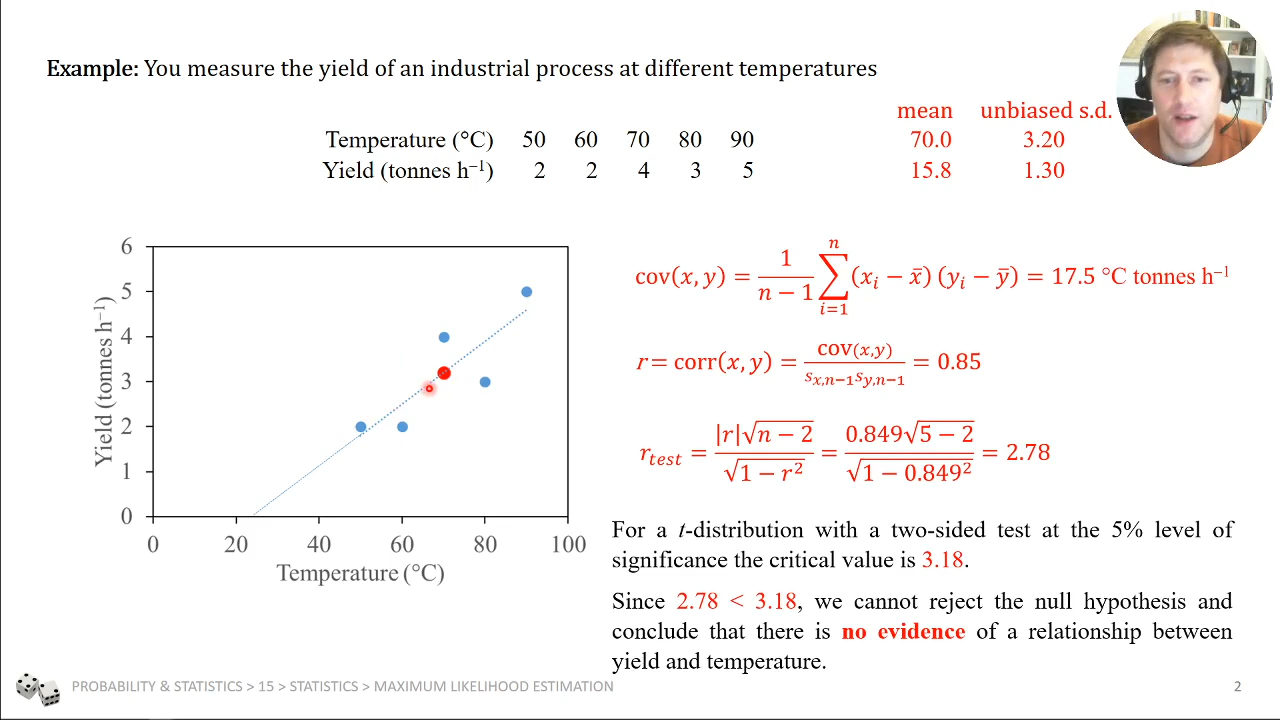 Example: You measure the yield of an industrial process at different temperatures
mean unbiased s.d.
Temperature (°C) 50 60 70 80 90 70.0 3.20
Yield (tonnes h⁻¹) 2 2 4 3 5 15.8 1.30
6
5
4
3
2
1
0
Yield (tonnes h⁻¹)
0 20 40 60 80 100
Temperature (°C)
cov(x, y) = 1/(n − 1) ∑ᵢ₌₁ⁿ (xᵢ − x̄) (yᵢ − ȳ) = 17.5 °C tonnes h⁻¹
r = corr(x, y) = cov(x,y)/(s_{x,n−1}s_{y,n−1}) = 0.85
r_{test} = |r|√(n − 2)/√(1 − r²) = 0.849√(5 − 2)/√(1 − 0.849²) = 2.78
For a t-distribution with a two-sided test at the 5% level of
significance the critical value is 3.18.
Since 2.78 < 3.18, we cannot reject the null hypothesis and
conclude that there is no evidence of a relationship between
yield and temperature.
PROBABILITY & STATISTICS > 15 > STATISTICS > MAXIMUM LIKELIHOOD ESTIMATION
2